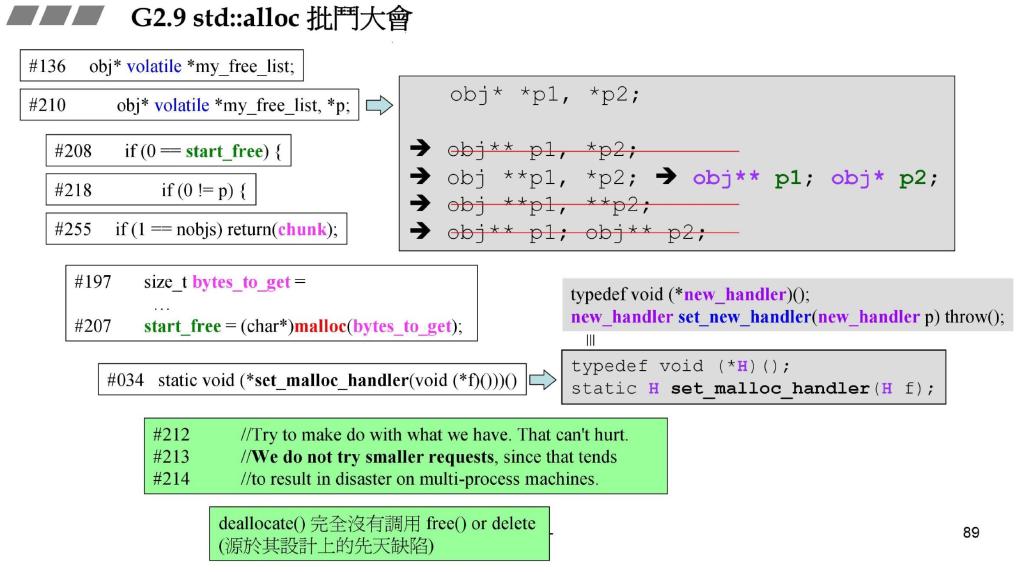 G2.9 std::alloc 批鬥大會
#136 obj* volatile *my_free_list;
#210 obj* volatile *my_free_list, *p;
#208 if (0 == start_free) {
#218 if (0 != p) {
#255 if (1 == nobjs) return(chunk);
obj* *p1, *p2;
➔ obj** p1, *p2;
➔ obj **p1, *p2; ➔ obj** p1; obj* p2;
➔ obj **p1, **p2;
➔ obj** p1; obj** p2;
#197 size_t bytes_to_get =
…
#207 start_free = (char*)malloc(bytes_to_get);
typedef void (*new_handler)();
new_handler set_new_handler(new_handler p) throw();
#034 static void (*set_malloc_handler(void (*f)()))()
typedef void (*H)();
static H set_malloc_handler(H f);
#212 //Try to make do with what we have. That can't hurt.
#213 //We do not try smaller requests, since that tends
#214 //to result in disaster on multi-process machines.
deallocate() 完全沒有調用 free() or delete
(源於其設計上的先天缺陷)
89